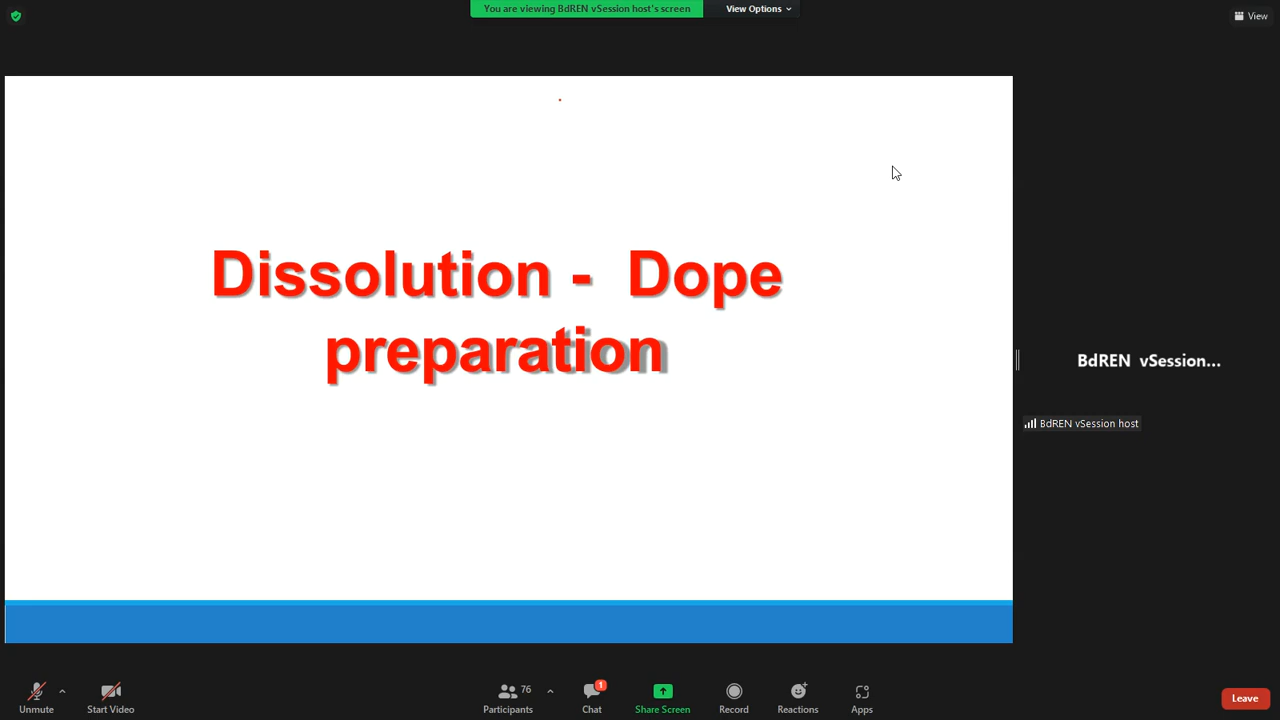 You are viewing BdREN vSession host's screen
View Options
View
Dissolution - Dope
preparation
BdREN vSession...
BdREN vSession host
Unmute
Start Video
76
Participants
1
Chat
Share Screen
Record
Reactions
Apps
Leave